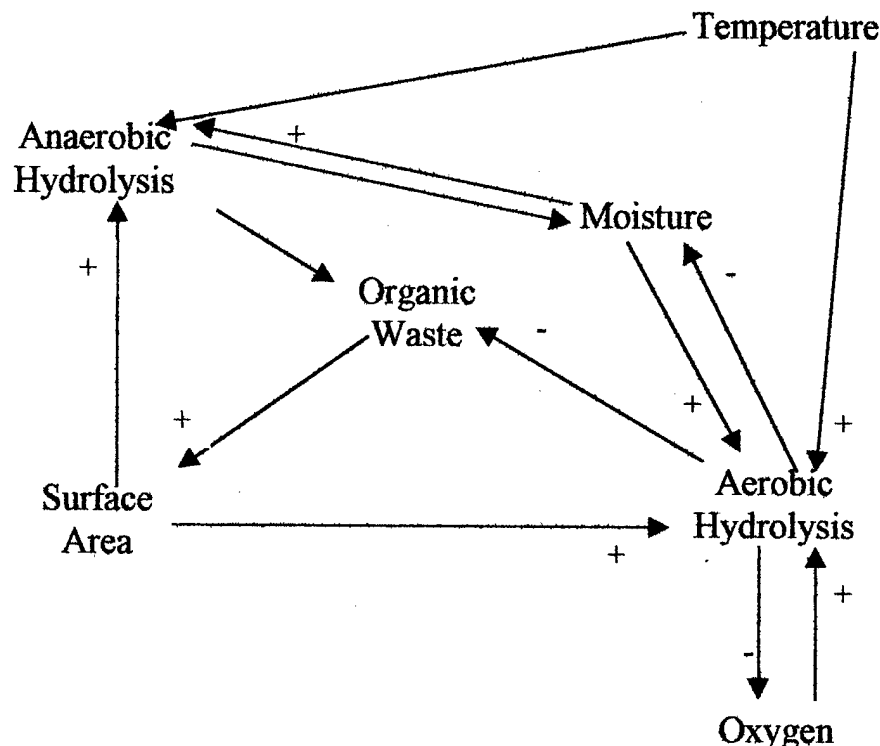 Temperature
Anaerobic
Hydrolysis
+
Moisture
+
-
Organic
Waste
-
+
+
+
Surface
Area
Aerobic
Hydrolysis
+
+
-
Oxygen